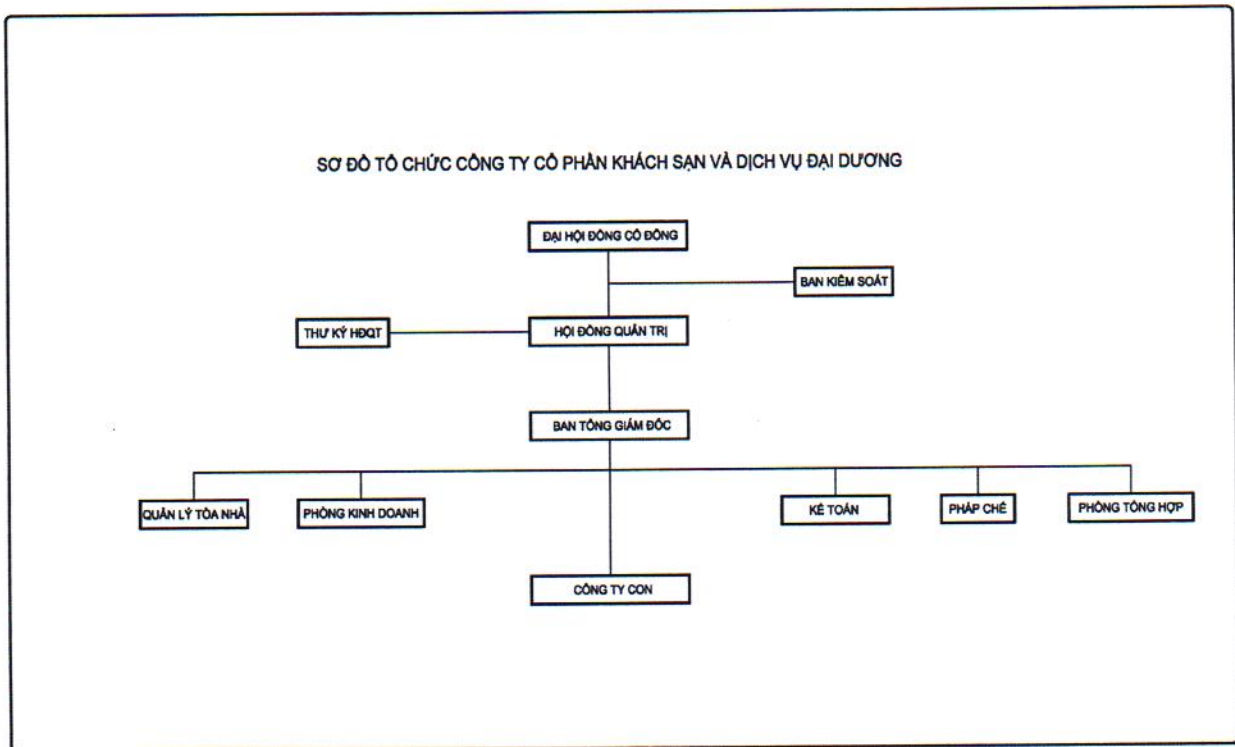 SƠ ĐỒ TỔ CHỨC CÔNG TY CỔ PHẦN KHÁCH SẠN VÀ DỊCH VỤ ĐẠI DƯƠNG
ĐẠI HỘI ĐỒNG CỔ ĐÔNG
BAN KIỂM SOÁT
THƯ KÝ HĐQT
HỘI ĐỒNG QUẢN TRỊ
BAN TỔNG GIÁM ĐỐC
QUẢN LÝ TÒA NHÀ
PHÒNG KINH DOANH
KẾ TOÁN
PHÁP CHẾ
PHÒNG TỔNG HỢP
CÔNG TY CON